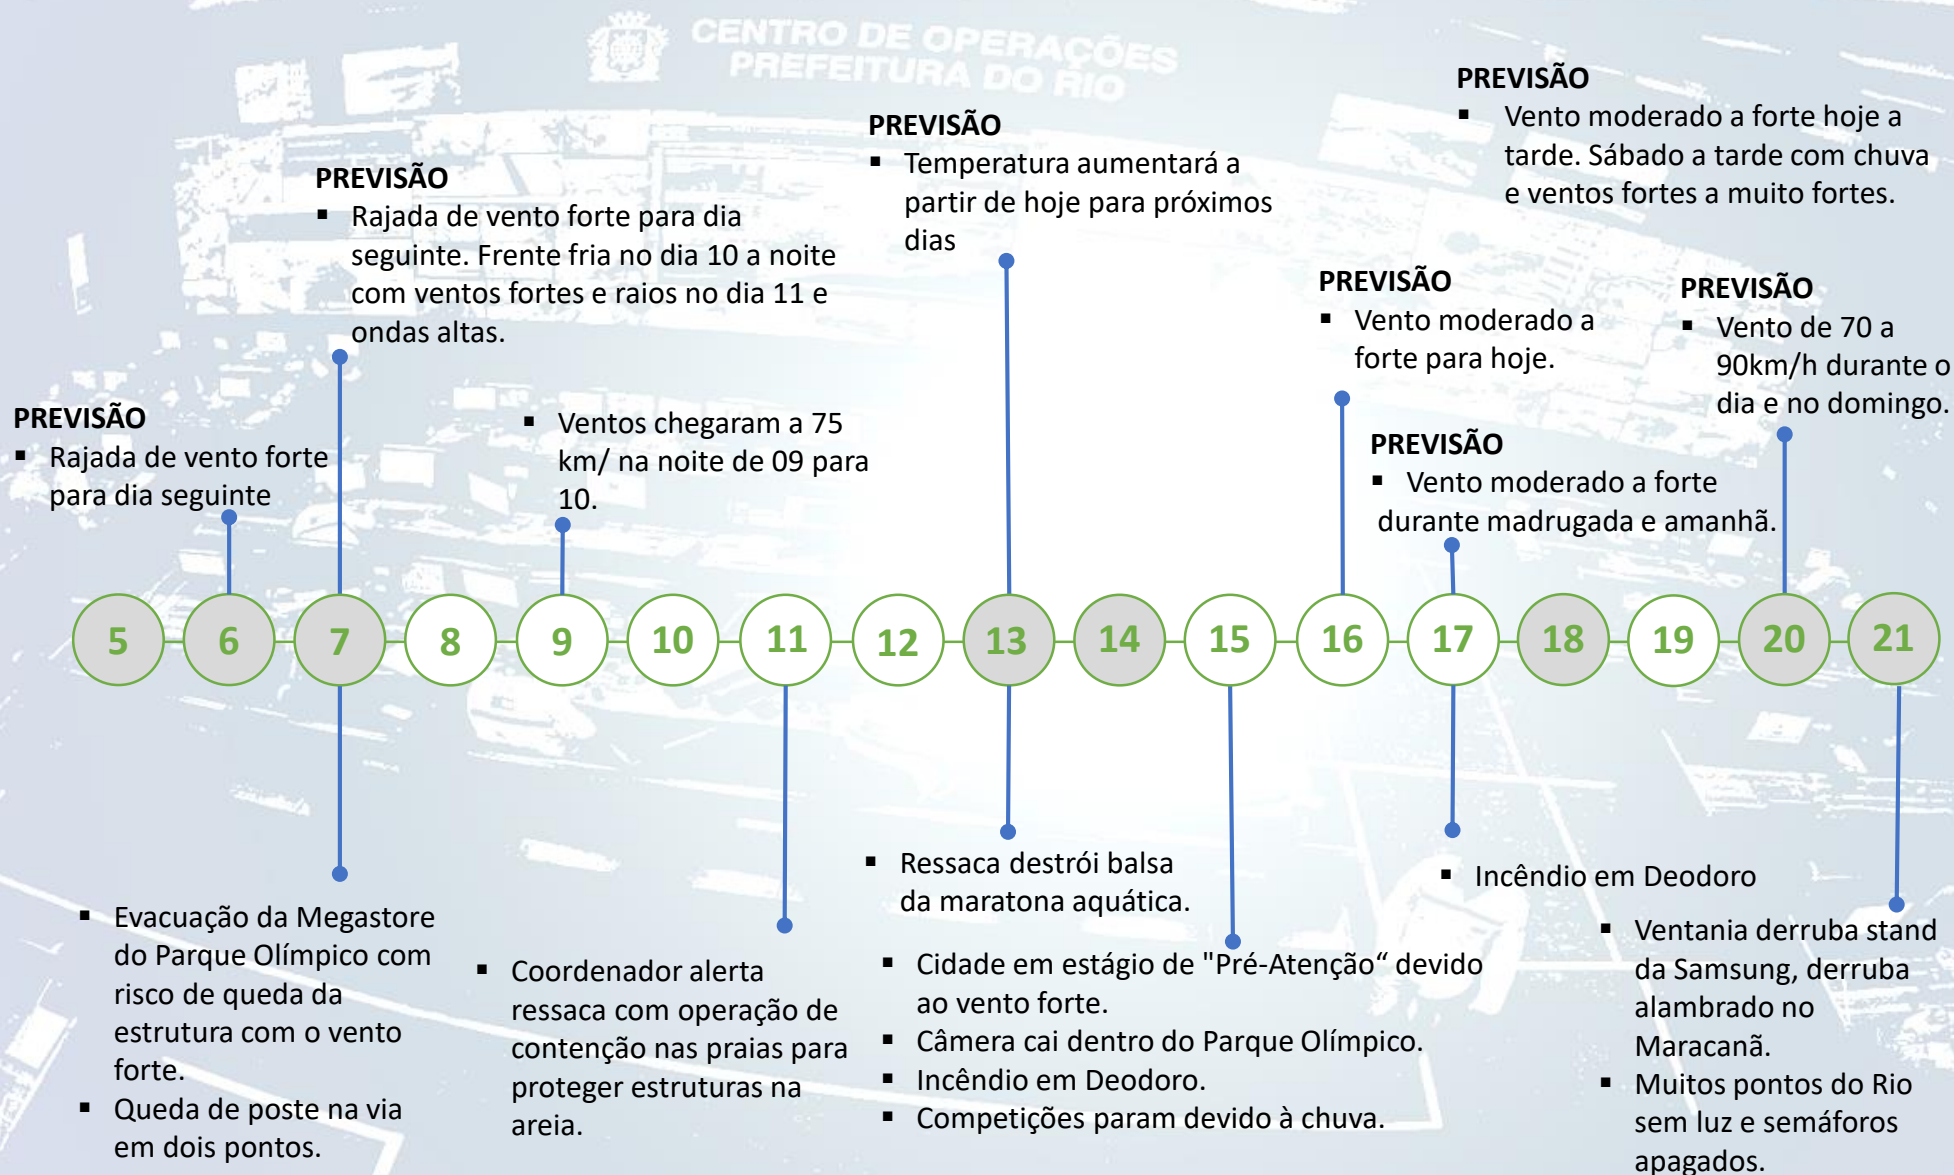 CENTRO DE OPERAÇÕES
PREFEITURA DO RIO
PREVISÃO
▪ Rajada de vento forte
para dia seguinte
PREVISÃO
▪ Rajada de vento forte para dia
seguinte. Frente fria no dia 10 a noite
com ventos fortes e raios no dia 11 e
ondas altas.
▪ Ventos chegaram a 75
km/ na noite de 09 para
10.
PREVISÃO
▪ Temperatura aumentará a
partir de hoje para próximos
dias
PREVISÃO
▪ Vento moderado a forte hoje a
tarde. Sábado a tarde com chuva
e ventos fortes a muito fortes.
PREVISÃO
▪ Vento moderado a
forte para hoje.
PREVISÃO
▪ Vento moderado a forte
durante madrugada e amanhã.
PREVISÃO
▪ Vento de 70 a
90km/h durante o
dia e no domingo.
5 6 7 8 9 10 11 12 13 14 15 16 17 18 19 20 21
▪ Evacuação da Megastore
do Parque Olímpico com
risco de queda da
estrutura com o vento
forte.
▪ Queda de poste na via
em dois pontos.
▪ Coordenador alerta
ressaca com operação de
contenção nas praias para
proteger estruturas na
areia.
▪ Ressaca destrói balsa
da maratona aquática.
▪ Cidade em estágio de "Pré-Atenção“ devido
ao vento forte.
▪ Câmera cai dentro do Parque Olímpico.
▪ Incêndio em Deodoro.
▪ Competições param devido à chuva.
▪ Incêndio em Deodoro
▪ Ventania derruba stand
da Samsung, derruba
alambrado no
Maracanã.
▪ Muitos pontos do Rio
sem luz e semáforos
apagados.